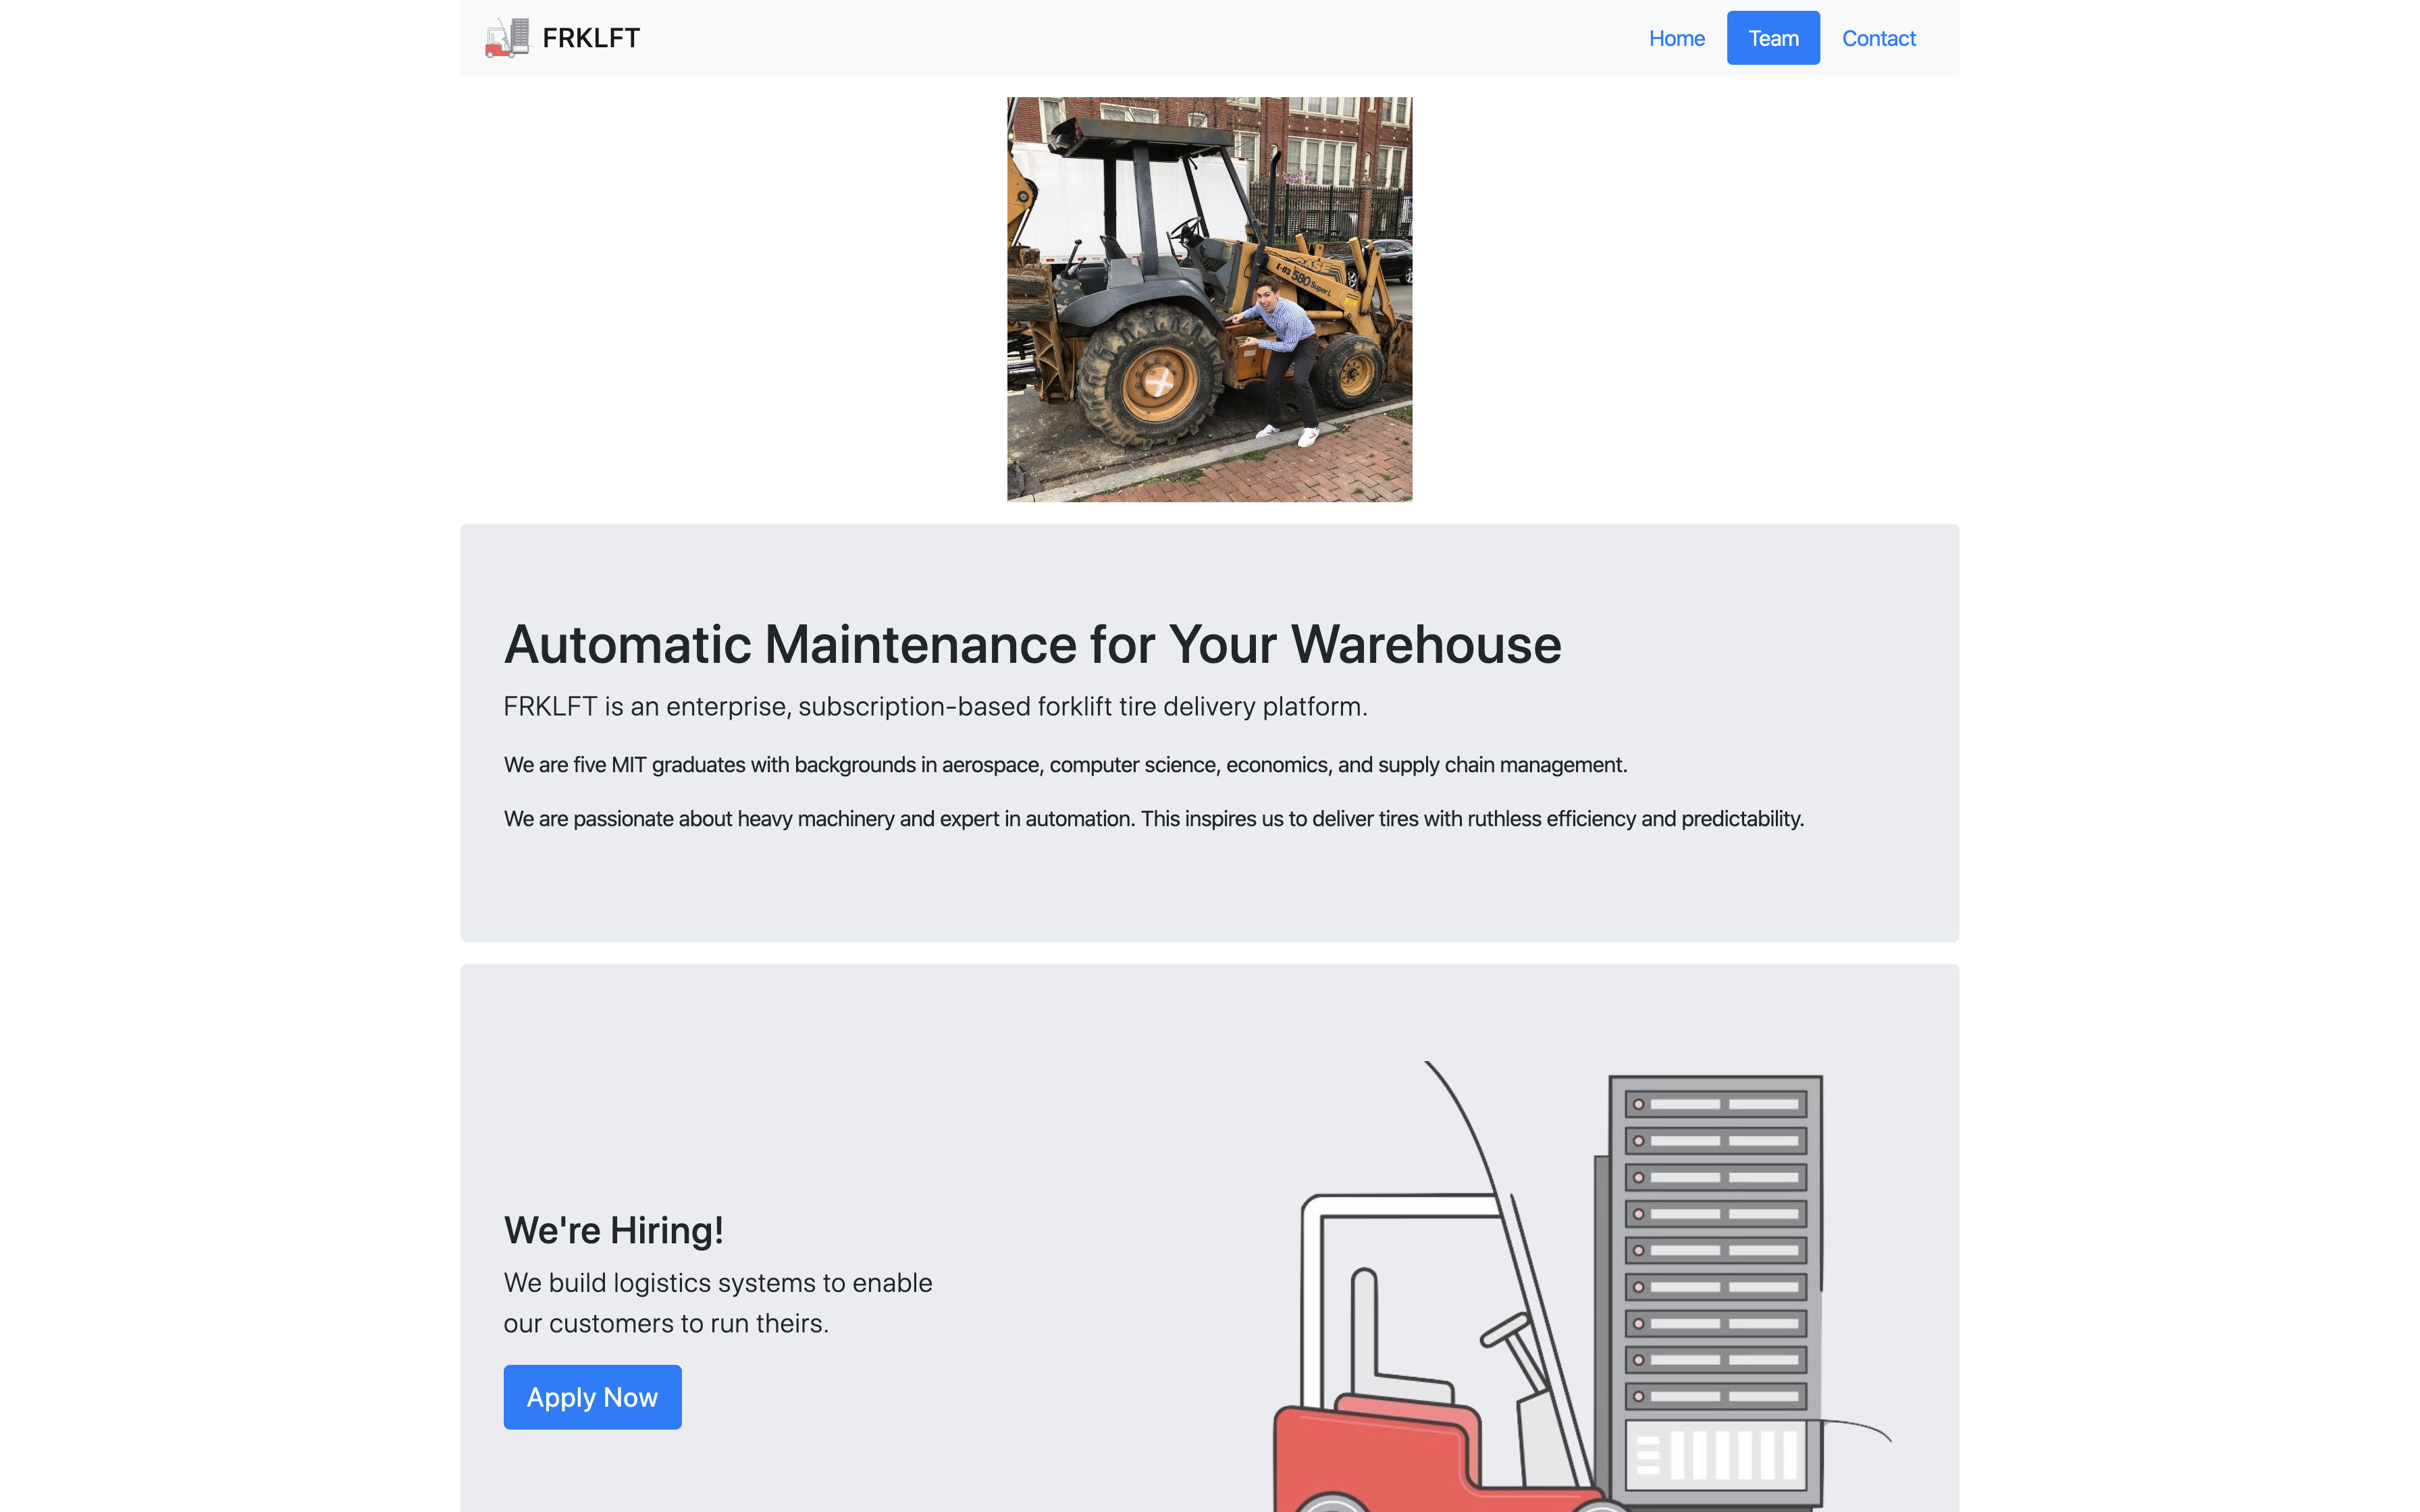 FRKLFT
Home
Team
Contact
CASE
E-03 580 Super L
Automatic Maintenance for Your Warehouse
FRKLFT is an enterprise, subscription-based forklift tire delivery platform.
We are five MIT graduates with backgrounds in aerospace, computer science, economics, and supply chain management.
We are passionate about heavy machinery and expert in automation. This inspires us to deliver tires with ruthless efficiency and predictability.
We're Hiring!
We build logistics systems to enable
our customers to run theirs.
Apply Now